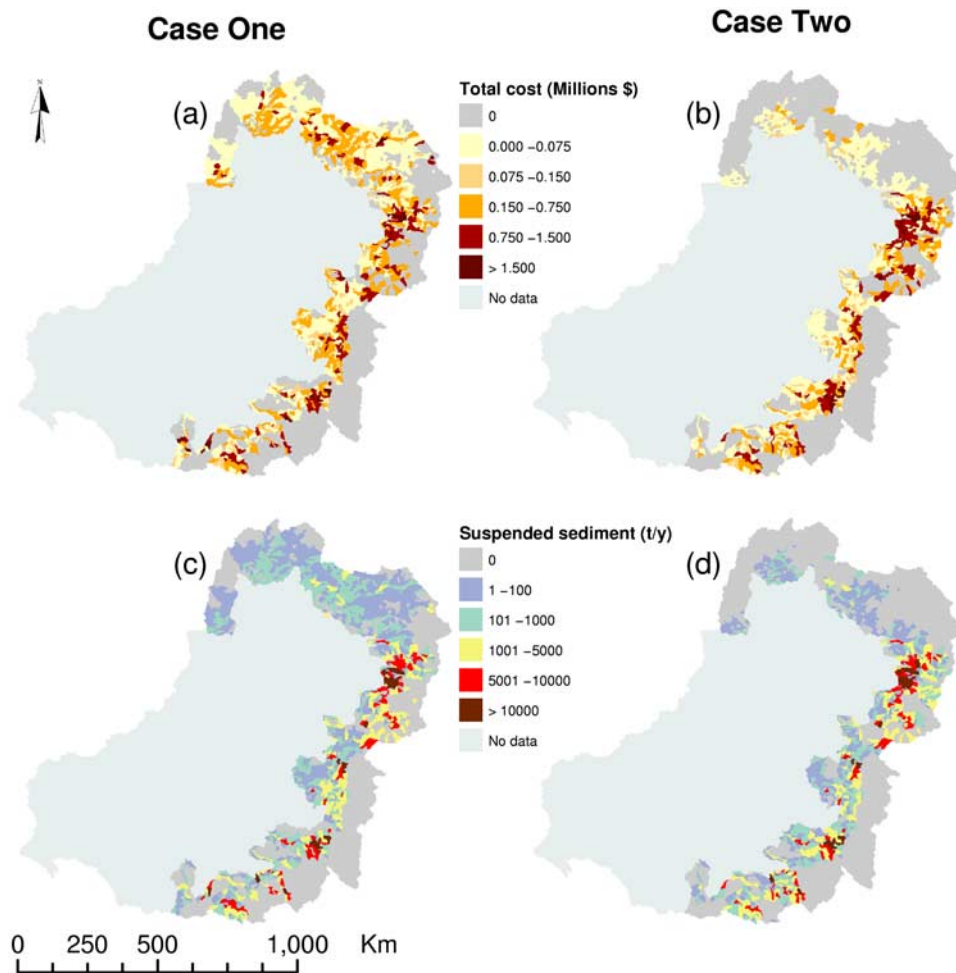 Case One
Case Two
N
(a)
Total cost (Millions $)
0
0.000 –0.075
0.075 –0.150
0.150 –0.750
0.750 –1.500
> 1.500
No data
(b)
(c)
Suspended sediment (t/y)
0
1 –100
101 –1000
1001 –5000
5001 –10000
> 10000
No data
(d)
0 250 500 1,000 Km